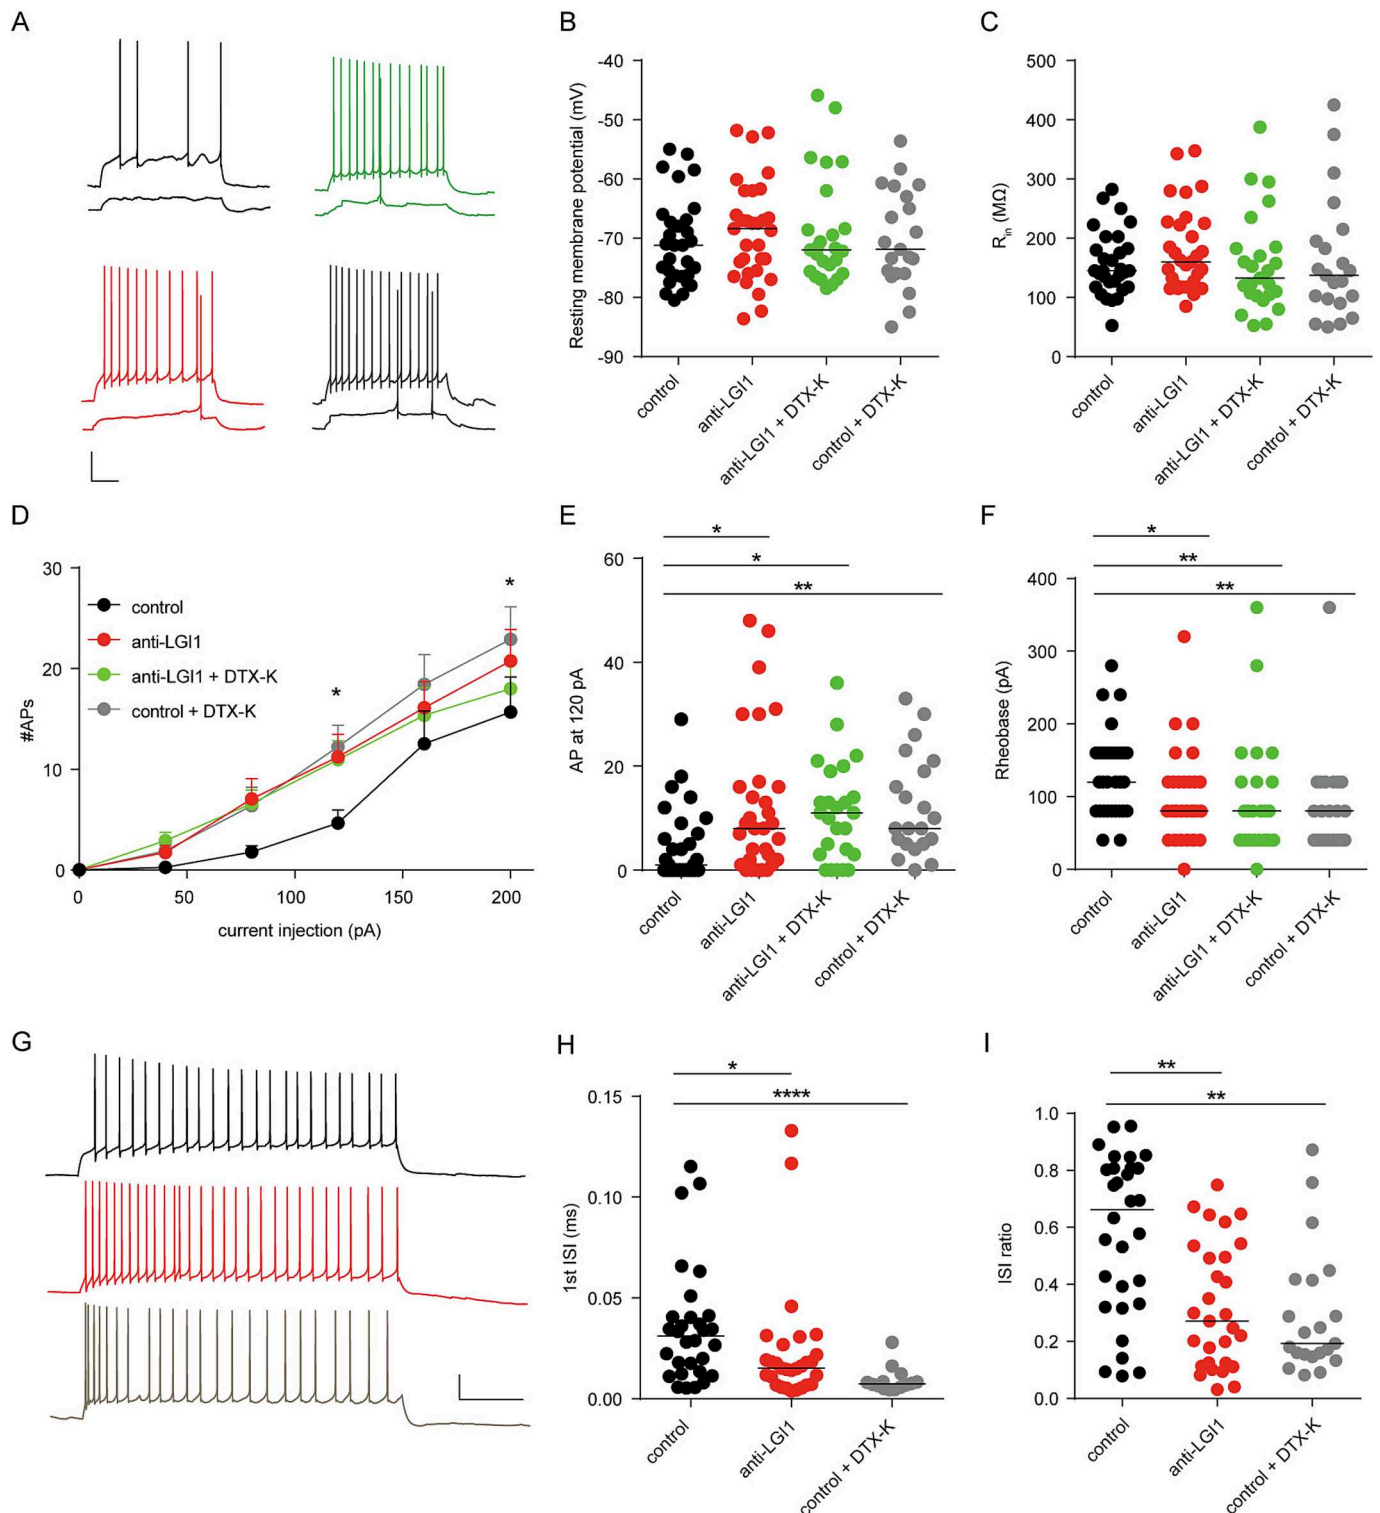 A
B
Resting membrane potential (mV)
-40
-50
-60
-70
-80
-90
control
anti-LGI1
anti-LGI1 + DTX-K
control + DTX-K
C
Rin (MΩ)
500
400
300
200
100
0
control
anti-LGI1
anti-LGI1 + DTX-K
control + DTX-K
D
#APs
30
20
10
0
control
anti-LGI1
anti-LGI1 + DTX-K
control + DTX-K
*
*
0 50 100 150 200
current injection (pA)
E
*
*
**
AP at 120 pA
60
40
20
0
control
anti-LGI1
anti-LGI1 + DTX-K
control + DTX-K
F
*
**
**
Rheobase (pA)
400
300
200
100
0
control
anti-LGI1
anti-LGI1 + DTX-K
control + DTX-K
G
H
*
****
1st ISI (ms)
0.15
0.10
0.05
0.00
control
anti-LGI1
control + DTX-K
I
**
**
ISI ratio
1.0
0.8
0.6
0.4
0.2
0.0
control
anti-LGI1
control + DTX-K